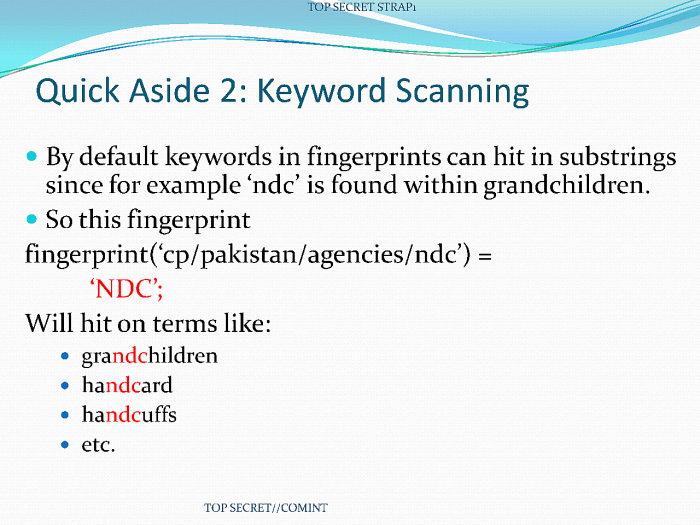 TOP SECRET STRAP1
Quick Aside 2: Keyword Scanning
By default keywords in fingerprints can hit in substrings
since for example ‘ndc’ is found within grandchildren.
So this fingerprint
fingerprint(‘cp/pakistan/agencies/ndc’) =
‘NDC’;
Will hit on terms like:
grandchildren
handcard
handcuffs
etc.
TOP SECRET//COMINT